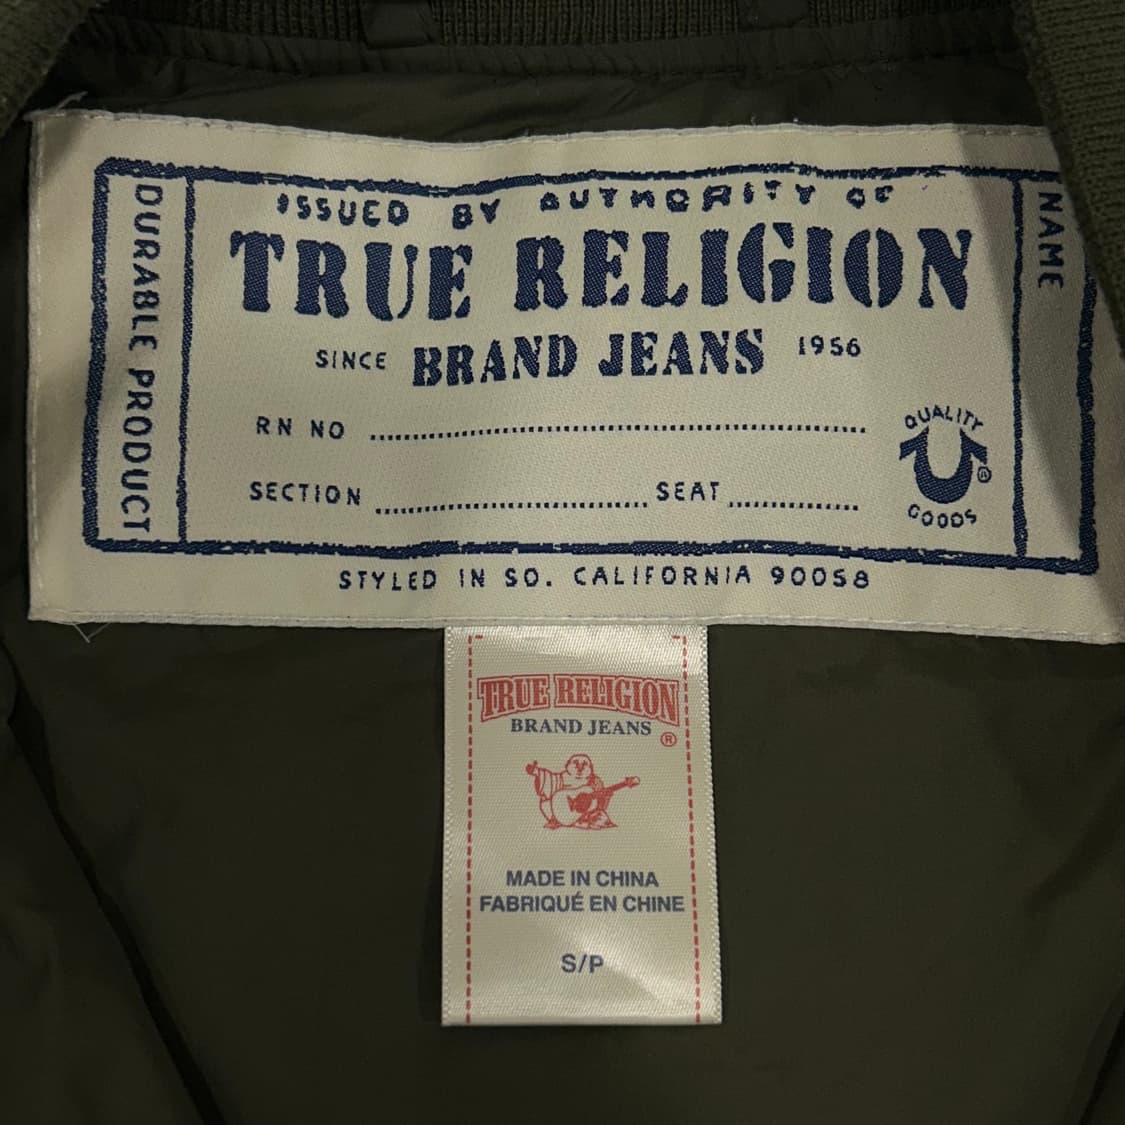 DURABLE PRODUCT
ISSUED BY AUTHORITY OF
TRUE RELIGION
SINCE BRAND JEANS 1956
RN NO
SECTION SEAT
QUALITY
GOODS
®
NAME
STYLED IN SO. CALIFORNIA 90058
TRUE RELIGION
BRAND JEANS
®
MADE IN CHINA
FABRIQUÉ EN CHINE
S/P